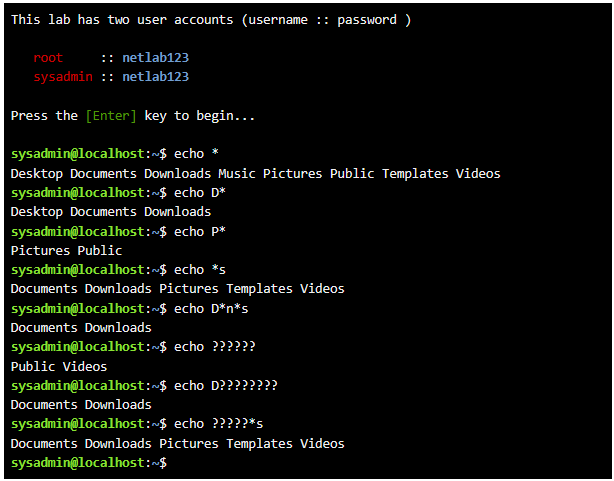 This lab has two user accounts (username :: password )
root :: netlab123
sysadmin :: netlab123
Press the [Enter] key to begin...
sysadmin@localhost:~$ echo *
Desktop Documents Downloads Music Pictures Public Templates Videos
sysadmin@localhost:~$ echo D*
Desktop Documents Downloads
sysadmin@localhost:~$ echo P*
Pictures Public
sysadmin@localhost:~$ echo *s
Documents Downloads Pictures Templates Videos
sysadmin@localhost:~$ echo D*n*s
Documents Downloads
sysadmin@localhost:~$ echo ??????
Public Videos
sysadmin@localhost:~$ echo D????????
Documents Downloads
sysadmin@localhost:~$ echo ?????*s
Documents Downloads Pictures Templates Videos
sysadmin@localhost:~$